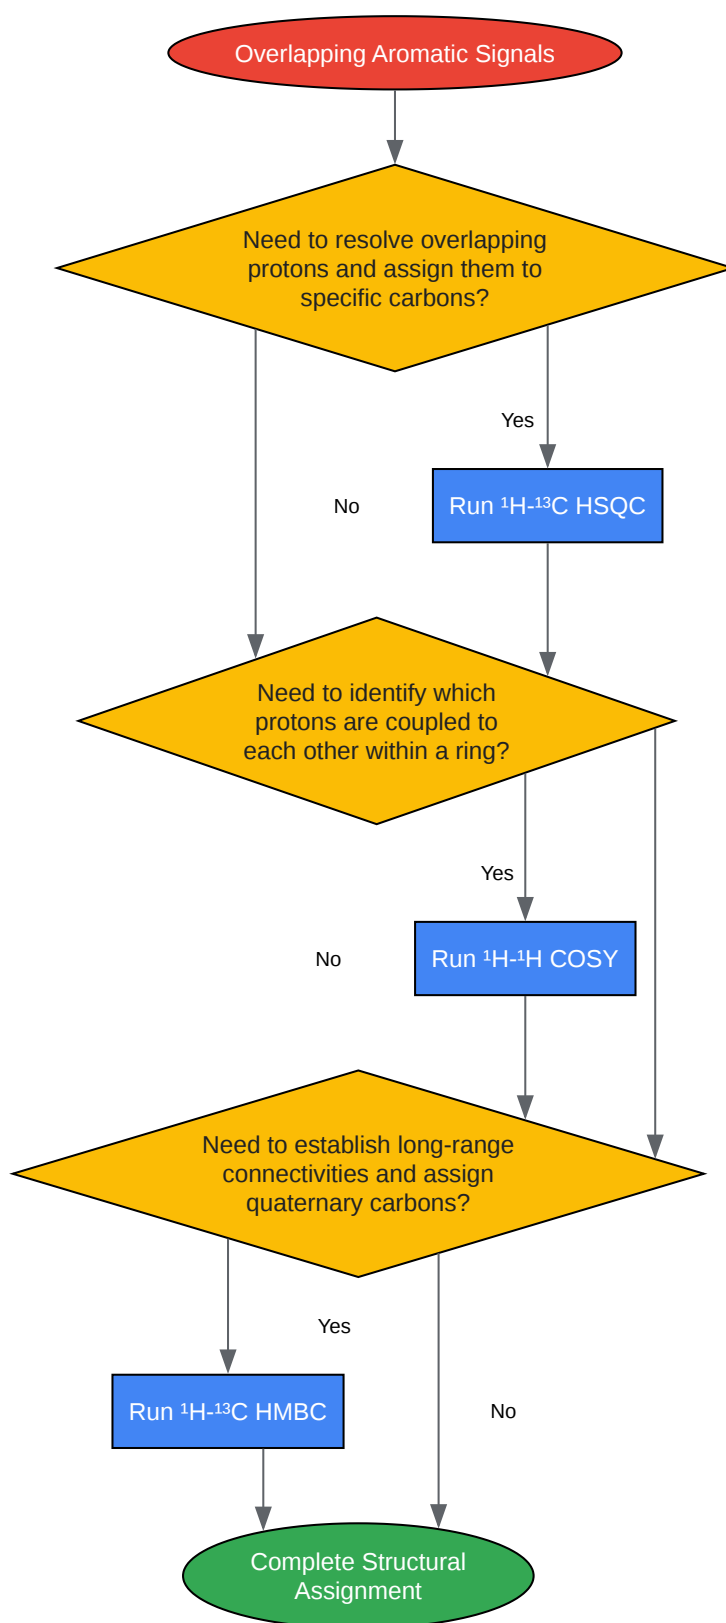 Overlapping Aromatic Signals
Need to resolve overlapping
protons and assign them to
specific carbons?
Yes
No
Run ¹H-¹³C HSQC
Need to identify which
protons are coupled to
each other within a ring?
Yes
No
Run ¹H-¹H COSY
Need to establish long-range
connectivities and assign
quaternary carbons?
Yes
No
Run ¹H-¹³C HMBC
Complete Structural
Assignment